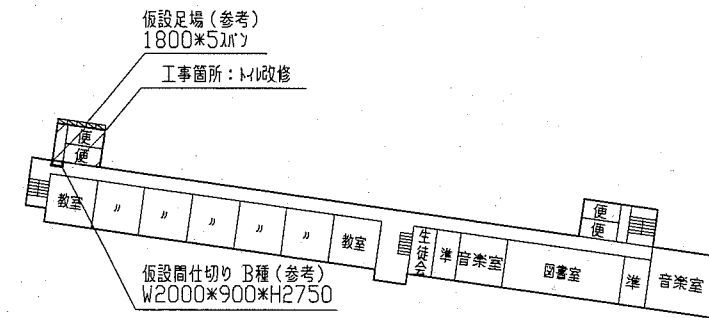 仮設足場(参考)
1800*5スパン
工事箇所:トイレ改修
便
便
教室
〃
〃
〃
〃
〃
教室
生徒会
準
音楽室
図書室
準
音楽室
便
便
仮設間仕切り B種(参考)
W2000*900*H2750